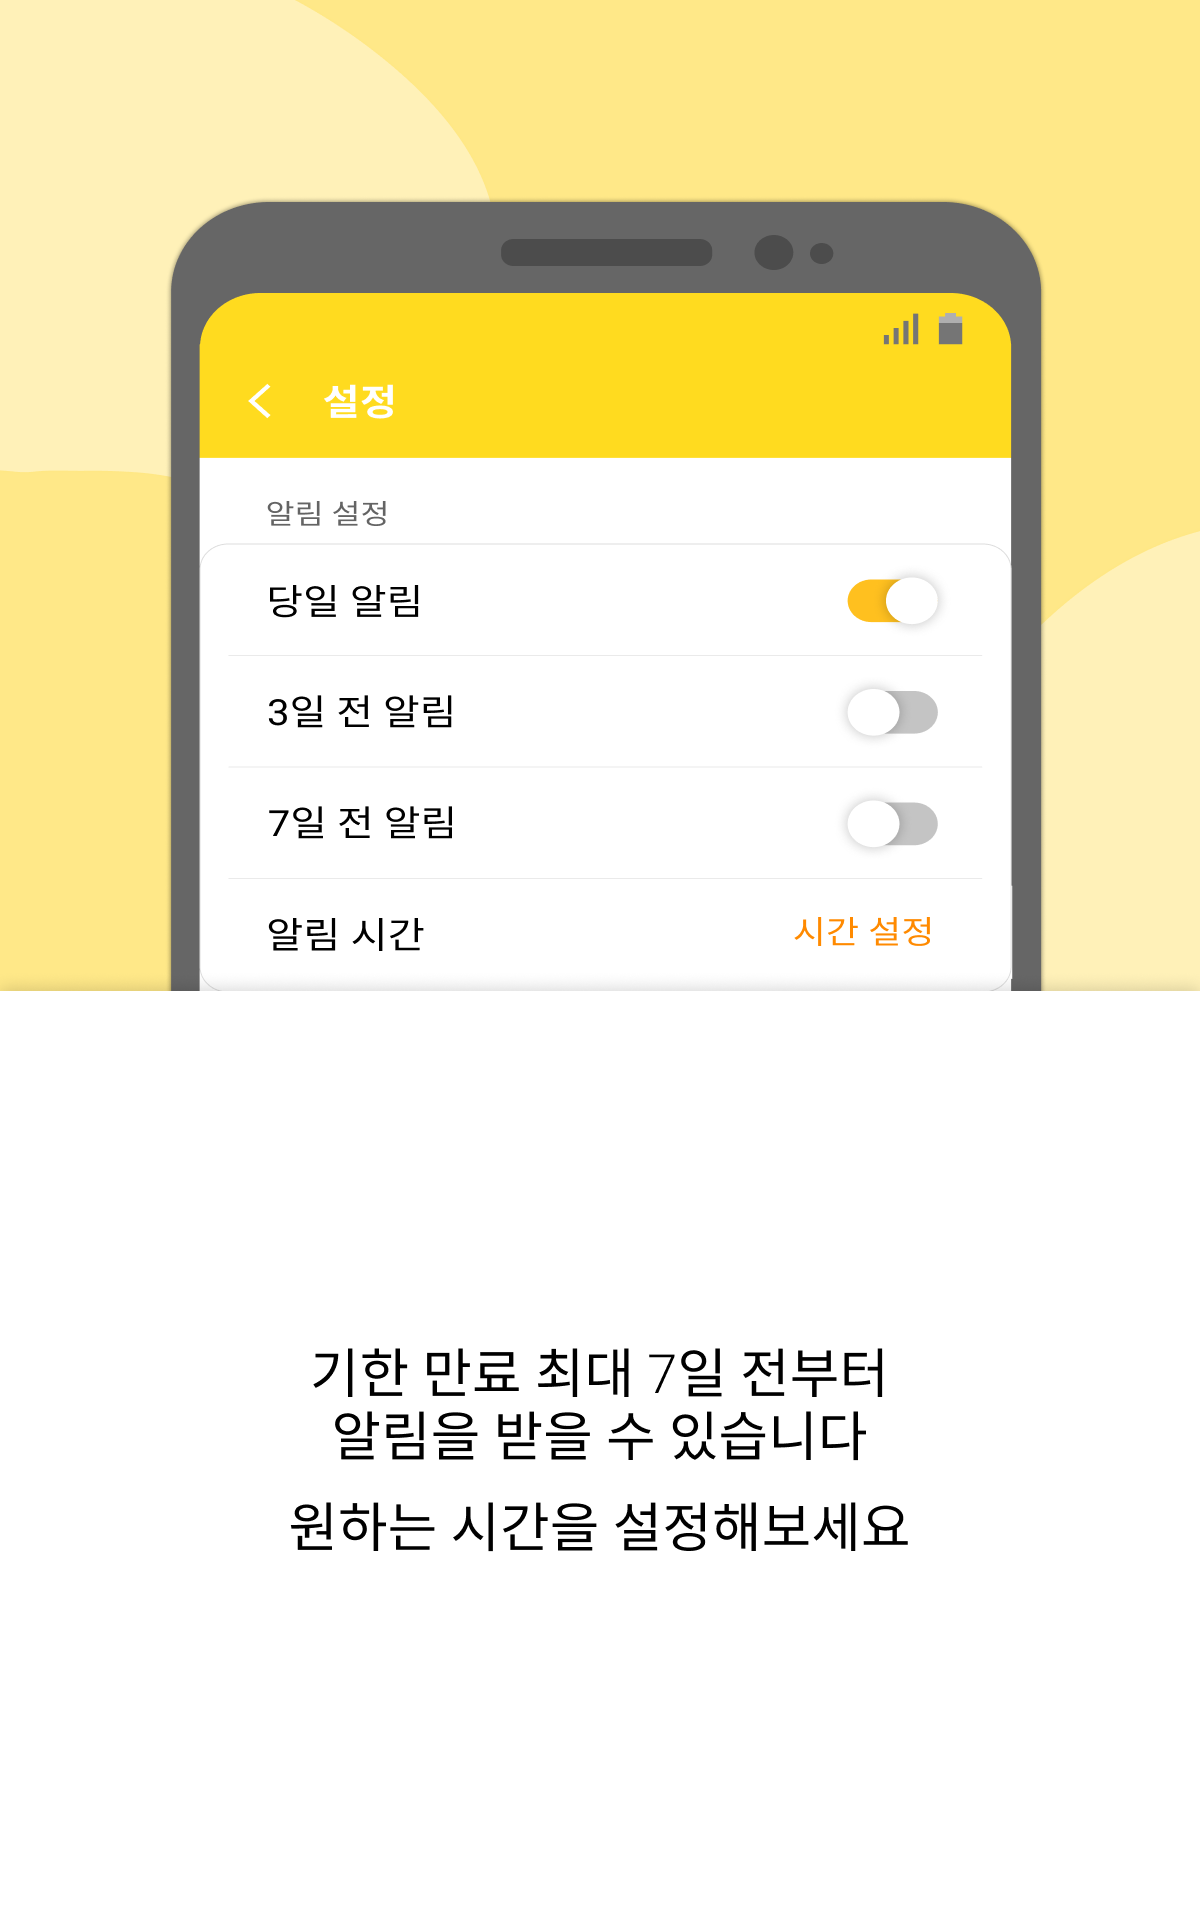 설정
알림 설정
당일 알림
3일 전 알림
7일 전 알림
알림 시간 시간 설정
기한 만료 최대 7일 전부터
알림을 받을 수 있습니다
원하는 시간을 설정해보세요